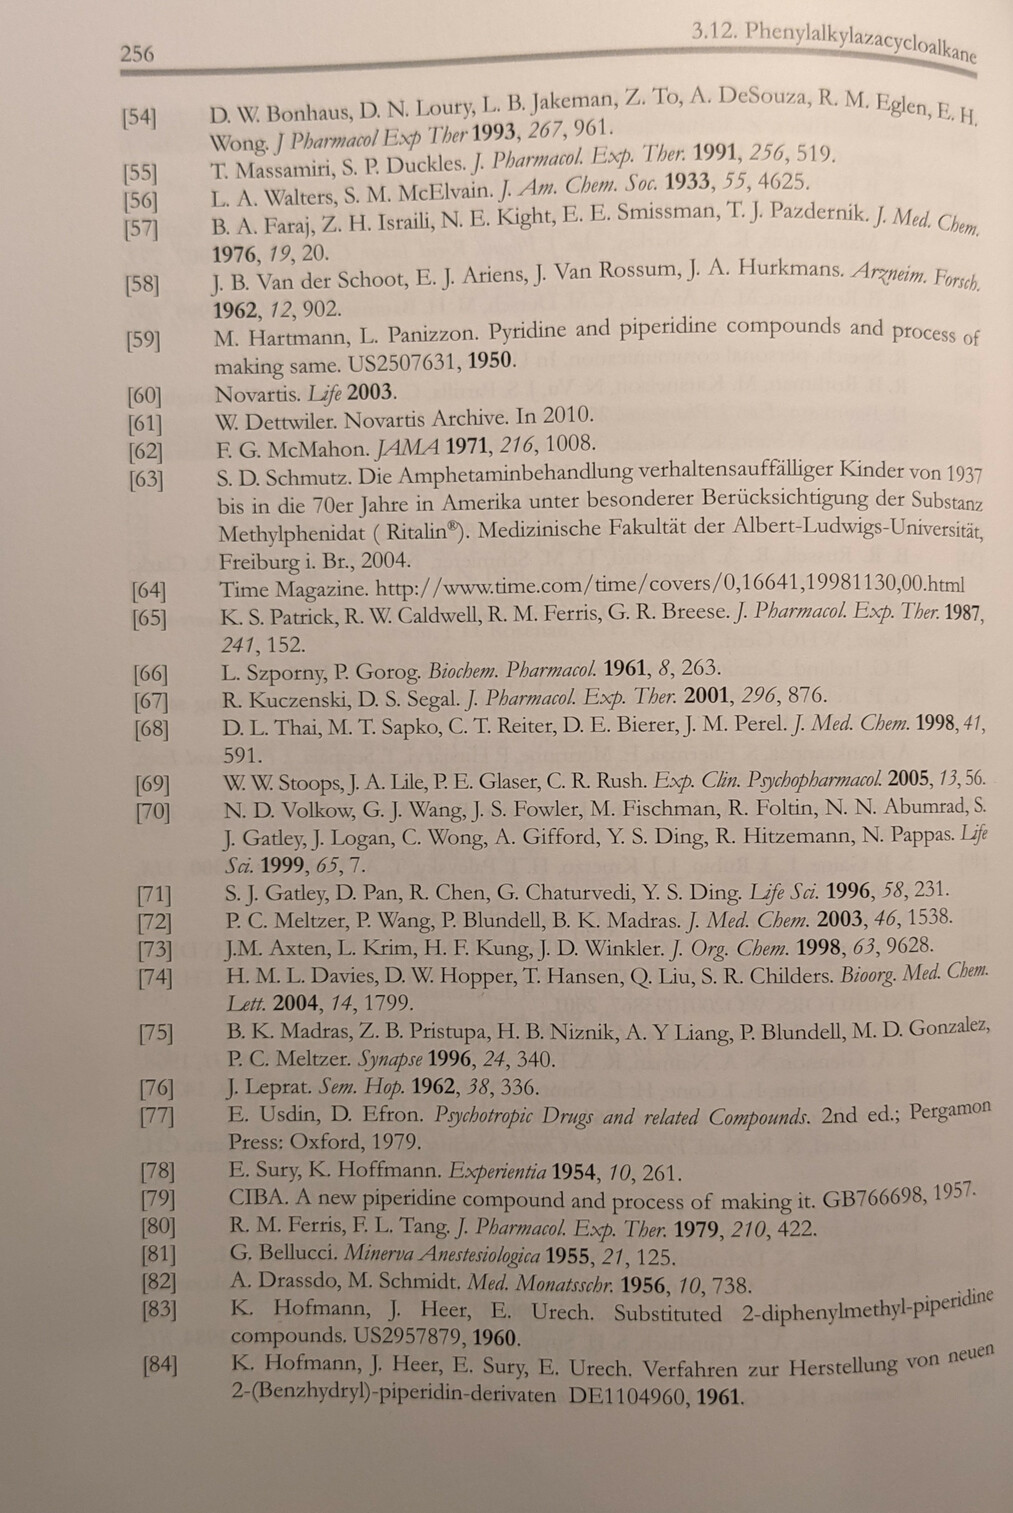 256
3.12. Phenylalkylazacycloalkane
[54] D. W. Bonhaus, D. N. Loury, L. B. Jakeman, Z. To, A. DeSouza, R. M. Eglen, E. H.
Wong. J Pharmacol Exp Ther 1993, 267, 961.
[55] T. Massamiri, S. P. Duckles. J. Pharmacol. Exp. Ther. 1991, 256, 519.
[56] L. A. Walters, S. M. McElvain. J. Am. Chem. Soc. 1933, 55, 4625.
[57] B. A. Faraj, Z. H. Israili, N. E. Kight, E. E. Smissman, T. J. Pazdernik. J. Med. Chem.
1976, 19, 20.
[58] J. B. Van der Schoot, E. J. Ariens, J. Van Rossum, J. A. Hurkmans. Arzneim. Forsch.
1962, 12, 902.
[59] M. Hartmann, L. Panizzon. Pyridine and piperidine compounds and process of
making same. US2507631, 1950.
[60] Novartis. Life 2003.
[61] W. Dettwiler. Novartis Archive. In 2010.
[62] F. G. McMahon. JAMA 1971, 216, 1008.
[63] S. D. Schmutz. Die Amphetaminbehandlung verhaltensauffälliger Kinder von 1937
bis in die 70er Jahre in Amerika unter besonderer Berücksichtigung der Substanz
Methylphenidat ( Ritalin®). Medizinische Fakultät der Albert-Ludwigs-Universität,
Freiburg i. Br., 2004.
[64] Time Magazine. http://www.time.com/time/covers/0,16641,19981130,00.html
[65] K. S. Patrick, R. W. Caldwell, R. M. Ferris, G. R. Breese. J. Pharmacol. Exp. Ther. 1987,
241, 152.
[66] L. Szporny, P. Gorog. Biochem. Pharmacol. 1961, 8, 263.
[67] R. Kuczenski, D. S. Segal. J. Pharmacol. Exp. Ther. 2001, 296, 876.
[68] D. L. Thai, M. T. Sapko, C. T. Reiter, D. E. Bierer, J. M. Perel. J. Med. Chem. 1998, 41,
591.
[69] W. W. Stoops, J. A. Lile, P. E. Glaser, C. R. Rush. Exp. Clin. Psychopharmacol. 2005, 13, 56.
[70] N. D. Volkow, G. J. Wang, J. S. Fowler, M. Fischman, R. Foltin, N. N. Abumrad, S.
J. Gatley, J. Logan, C. Wong, A. Gifford, Y. S. Ding, R. Hitzemann, N. Pappas. Life
Sci. 1999, 65, 7.
[71] S. J. Gatley, D. Pan, R. Chen, G. Chaturvedi, Y. S. Ding. Life Sci. 1996, 58, 231.
[72] P. C. Meltzer, P. Wang, P. Blundell, B. K. Madras. J. Med. Chem. 2003, 46, 1538.
[73] J.M. Axten, L. Krim, H. F. Kung, J. D. Winkler. J. Org. Chem. 1998, 63, 9628.
[74] H. M. L. Davies, D. W. Hopper, T. Hansen, Q. Liu, S. R. Childers. Bioorg. Med. Chem.
Lett. 2004, 14, 1799.
[75] B. K. Madras, Z. B. Pristupa, H. B. Niznik, A. Y Liang, P. Blundell, M. D. Gonzalez,
P. C. Meltzer. Synapse 1996, 24, 340.
[76] J. Leprat. Sem. Hop. 1962, 38, 336.
[77] E. Usdin, D. Efron. Psychotropic Drugs and related Compounds. 2nd ed.; Pergamon
Press: Oxford, 1979.
[78] E. Sury, K. Hoffmann. Experientia 1954, 10, 261.
[79] CIBA. A new piperidine compound and process of making it. GB766698, 1957.
[80] R. M. Ferris, F. L. Tang. J. Pharmacol. Exp. Ther. 1979, 210, 422.
[81] G. Bellucci. Minerva Anestesiologica 1955, 21, 125.
[82] A. Drassdo, M. Schmidt. Med. Monatsschr. 1956, 10, 738.
[83] K. Hofmann, J. Heer, E. Urech. Substituted 2-diphenylmethyl-piperidine
compounds. US2957879, 1960.
[84] K. Hofmann, J. Heer, E. Sury, E. Urech. Verfahren zur Herstellung von neuen
2-(Benzhydryl)-piperidin-derivaten DE1104960, 1961.